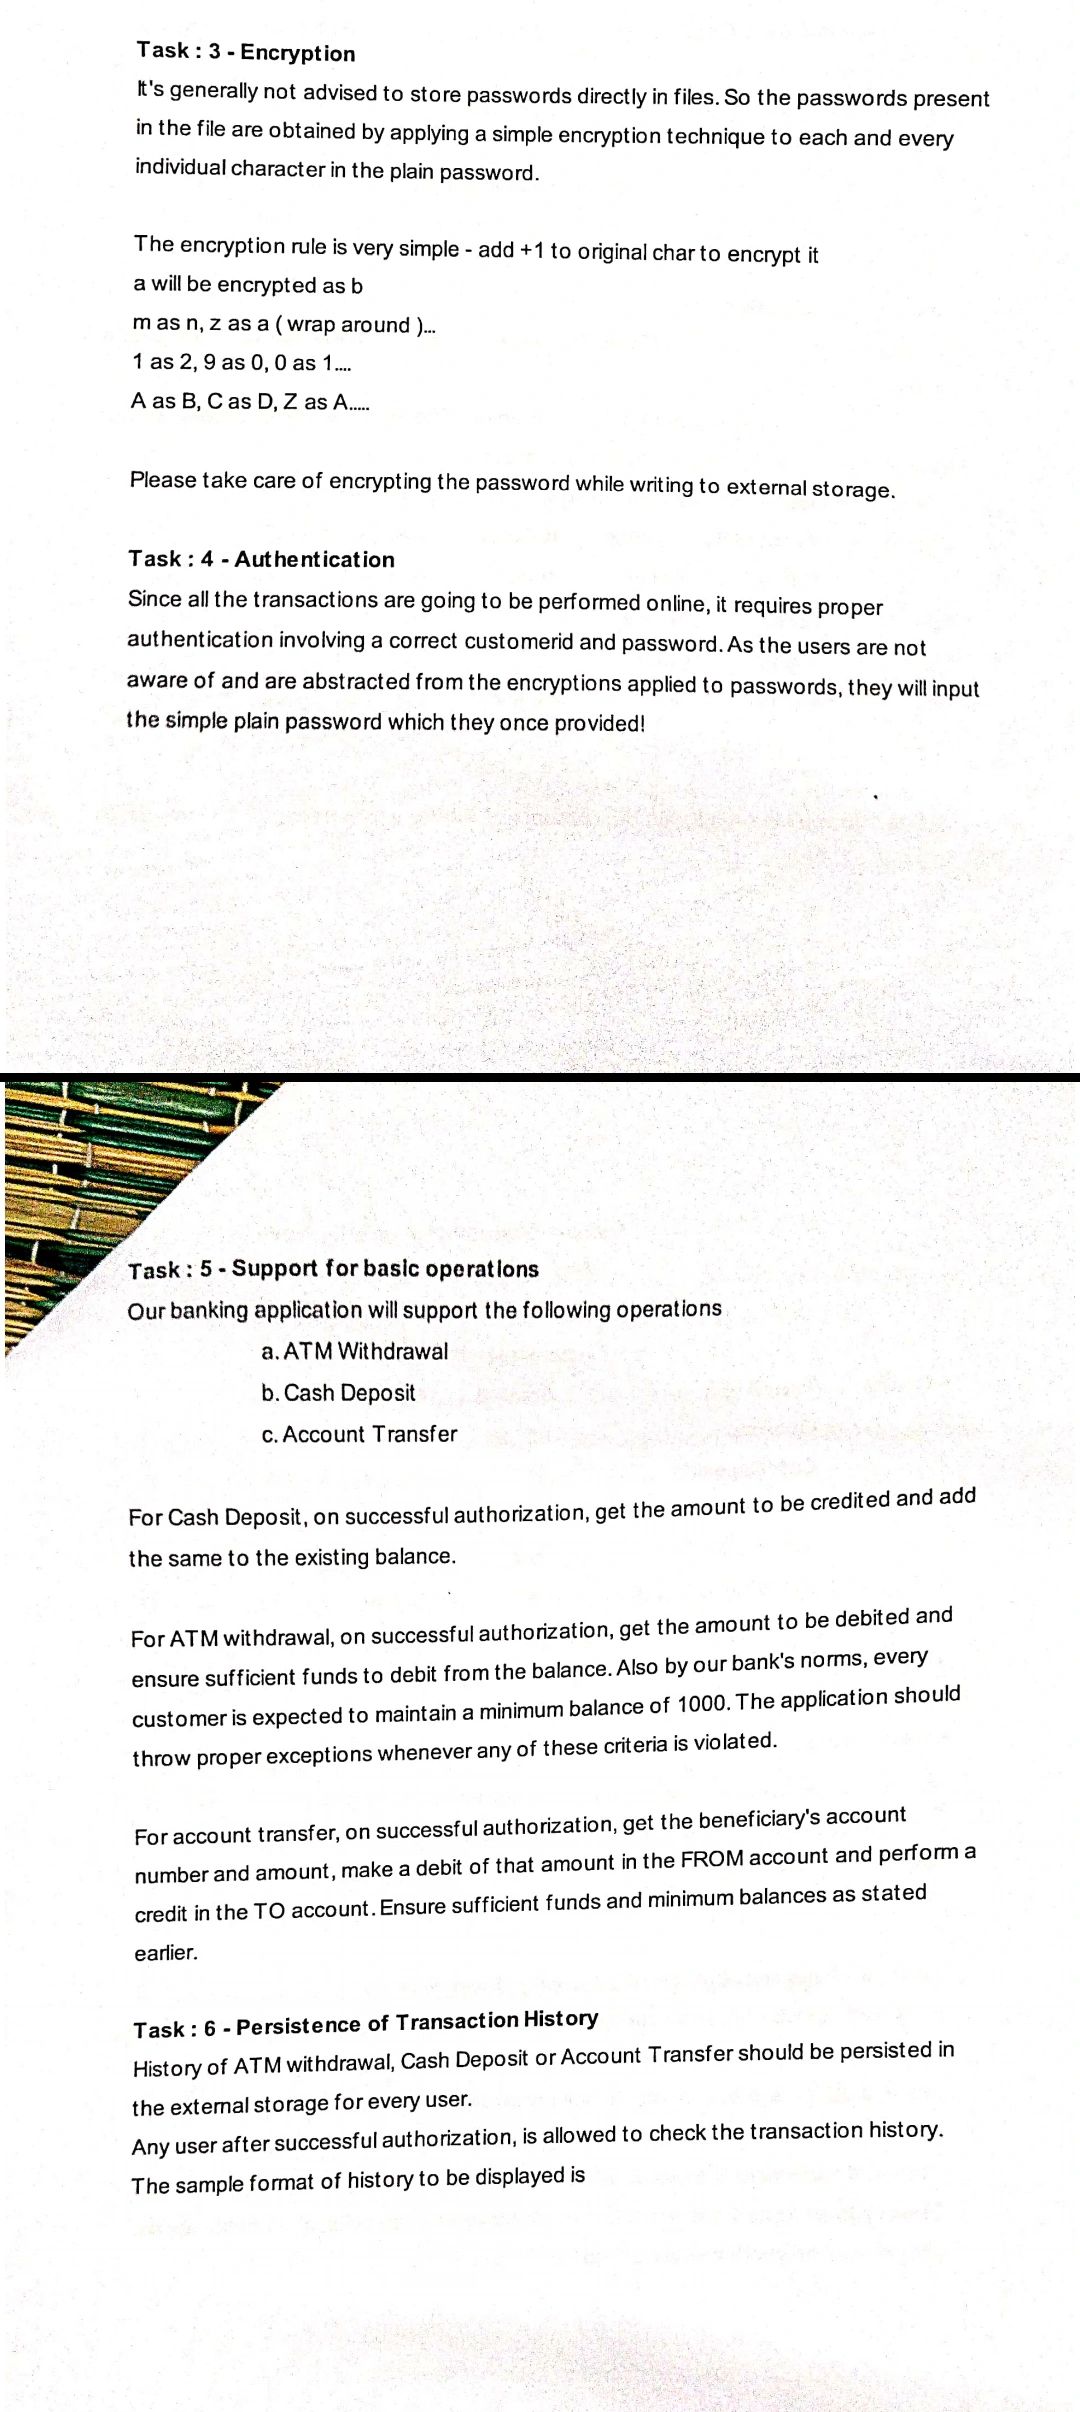 Task : 3 - Encryption
It's generally not advised to store passwords directly in files. So the passwords present
in the file are obtained by applying a simple encryption technique to each and every
individual character in the plain password.
The encryption rule is very simple - add +1 to original char to encrypt it
a will be encrypted as b
m as n, z as a ( wrap around )...
1 as 2, 9 as 0, 0 as 1....
A as B, C as D, Z as A.....
Please take care of encrypting the password while writing to external storage.
Task : 4 - Authentication
Since all the transactions are going to be performed online, it requires proper
authentication involving a correct customerid and password. As the users are not
aware of and are abstracted from the encryptions applied to passwords, they will input
the simple plain password which they once provided!
Task : 5 - Support for basic operations
Our banking application will support the following operations
a. ATM Withdrawal
b. Cash Deposit
c. Account Transfer
For Cash Deposit, on successful authorization, get the amount to be credited and add
the same to the existing balance.
For ATM withdrawal, on successful authorization, get the amount to be debited and
ensure sufficient funds to debit from the balance. Also by our bank's norms, every
customer is expected to maintain a minimum balance of 1000. The application should
throw proper exceptions whenever any of these criteria is violated.
For account transfer, on successful authorization, get the beneficiary's account
number and amount, make a debit of that amount in the FROM account and perform a
credit in the TO account. Ensure sufficient funds and minimum balances as stated
earlier.
Task : 6 - Persistence of Transaction History
History of ATM withdrawal, Cash Deposit or Account Transfer should be persisted in
the external storage for every user.
Any user after successful authorization, is allowed to check the transaction history.
The sample format of history to be displayed is